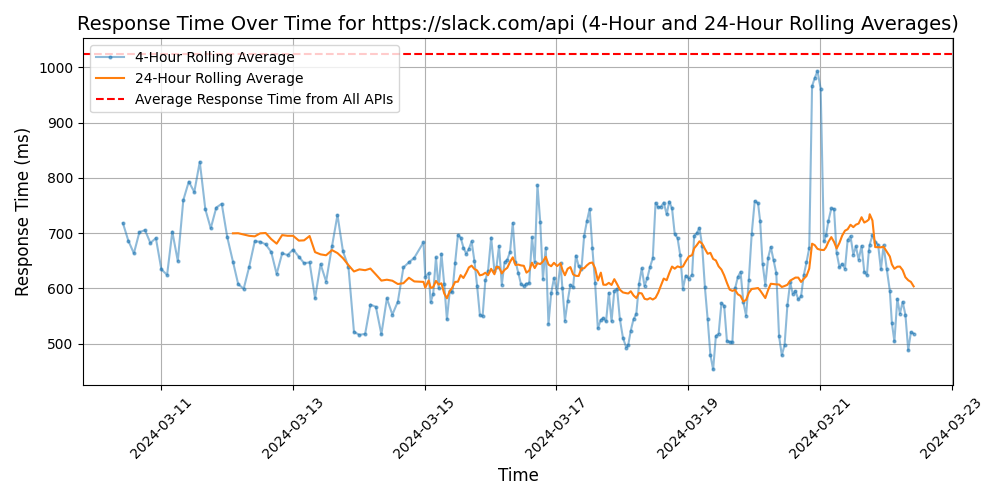 Response Time Over Time for https://slack.com/api (4-Hour and 24-Hour Rolling Averages)
4-Hour Rolling Average
24-Hour Rolling Average
Average Response Time from All APIs
Response Time (ms)
1000
900
800
700
600
500
2024-03-11
2024-03-13
2024-03-15
2024-03-17
2024-03-19
2024-03-21
2024-03-23
Time